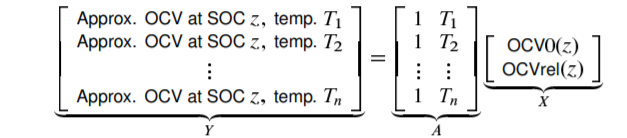 Approx. OCV at SOC z, temp. T₁
Approx. OCV at SOC z, temp. T₂
⋮
Approx. OCV at SOC z, temp. Tₙ
Y
=
1 T₁
1 T₂
⋮ ⋮
1 Tₙ
A
OCV0(z)
OCVrel(z)
X